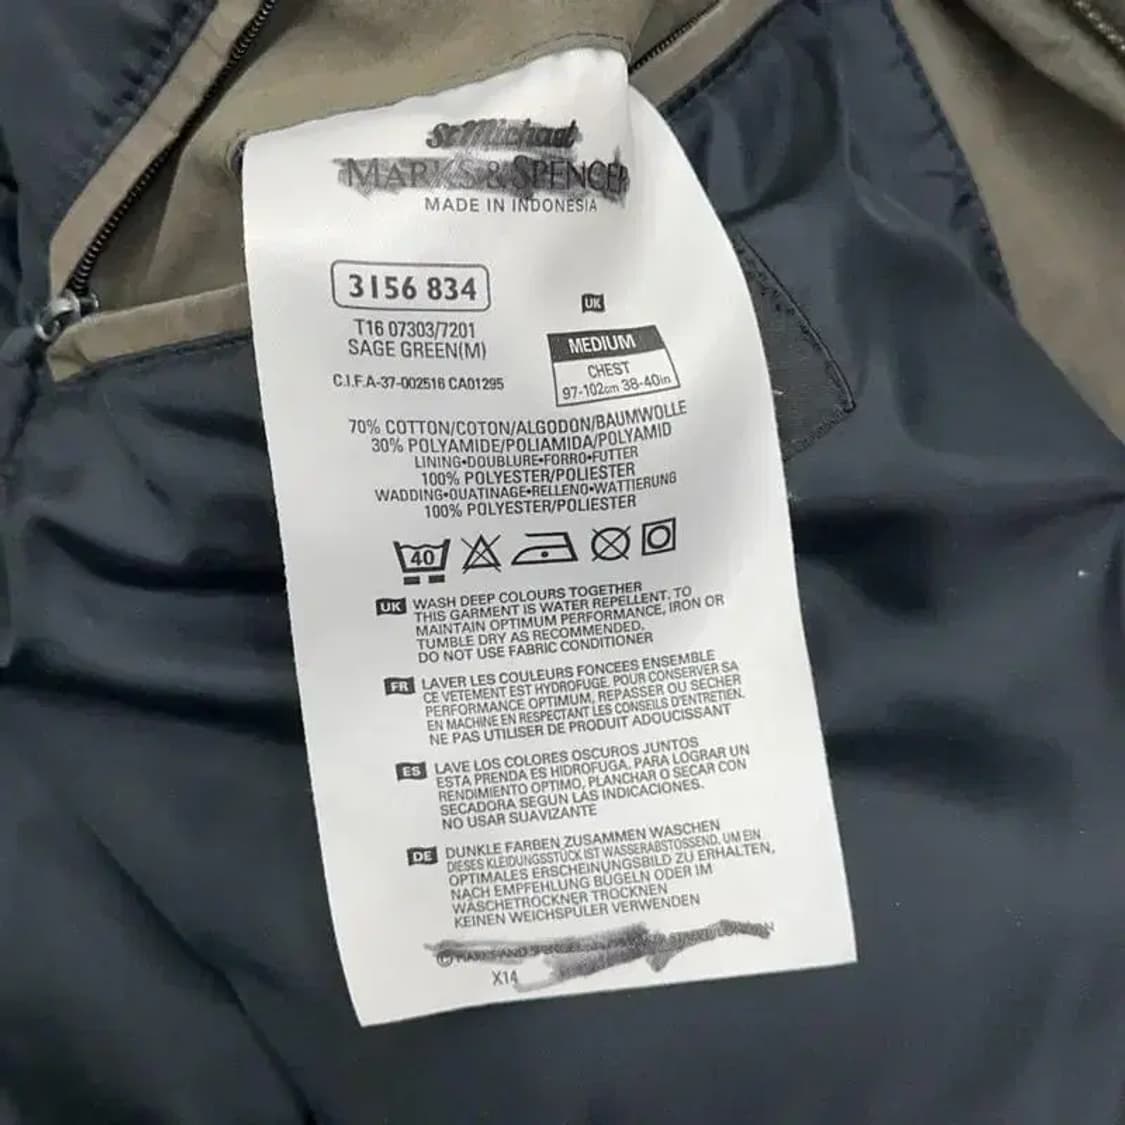 St Michael
MARKS & SPENCER
MADE IN INDONESIA
3156 834
T16 07303/7201
SAGE GREEN(M)
C.I.F.A-37-002516 CA01295
UK
MEDIUM
CHEST
97-102cm 38-40in
70% COTTON/COTON/ALGODON/BAUMWOLLE
30% POLYAMIDE/POLIAMIDA/POLYAMID
LINING•DOUBLURE•FORRO•FUTTER
100% POLYESTER/POLIESTER
WADDING•OUATINAGE•RELLENO•WATTIERUNG
100% POLYESTER/POLIESTER
40
UK WASH DEEP COLOURS TOGETHER
THIS GARMENT IS WATER REPELLENT. TO
MAINTAIN OPTIMUM PERFORMANCE, IRON OR
TUMBLE DRY AS RECOMMENDED.
DO NOT USE FABRIC CONDITIONER
FR LAVER LES COULEURS FONCEES ENSEMBLE
CE VETEMENT EST HYDROFUGE. POUR CONSERVER SA
PERFORMANCE OPTIMUM, REPASSER OU SECHER
EN MACHINE EN RESPECTANT LES CONSEILS D'ENTRETIEN.
NE PAS UTILISER DE PRODUIT ADOUCISSANT
ES LAVE LOS COLORES OSCUROS JUNTOS
ESTA PRENDA ES HIDROFUGA. PARA LOGRAR UN
RENDIMIENTO OPTIMO, PLANCHAR O SECAR CON
SECADORA SEGUN LAS INDICACIONES.
NO USAR SUAVIZANTE
DE DUNKLE FARBEN ZUSAMMEN WASCHEN
DIESES KLEIDUNGSSTÜCK IST WASSERABSTOSSEND. UM EIN
OPTIMALES ERSCHEINUNGSBILD ZU ERHALTEN,
NACH EMPFEHLUNG BÜGELN ODER IM
WÄSCHETROCKNER TROCKNEN
KEINEN WEICHSPÜLER VERWENDEN
© MARKS AND SPENCER
X14